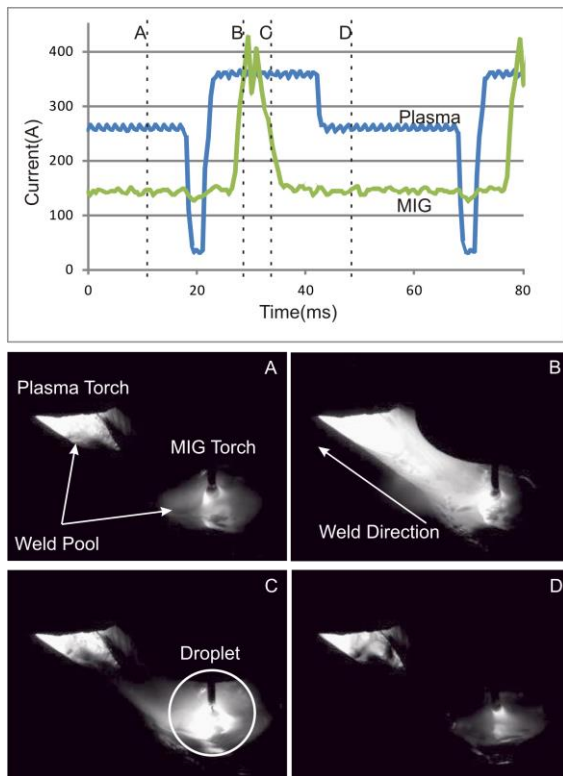 A B C D
400
300
200
100
0
Current(A)
Plasma
MIG
0 20 40 60 80
Time(ms)
A
Plasma Torch
MIG Torch
Weld Pool
B
Weld Direction
C
Droplet
D